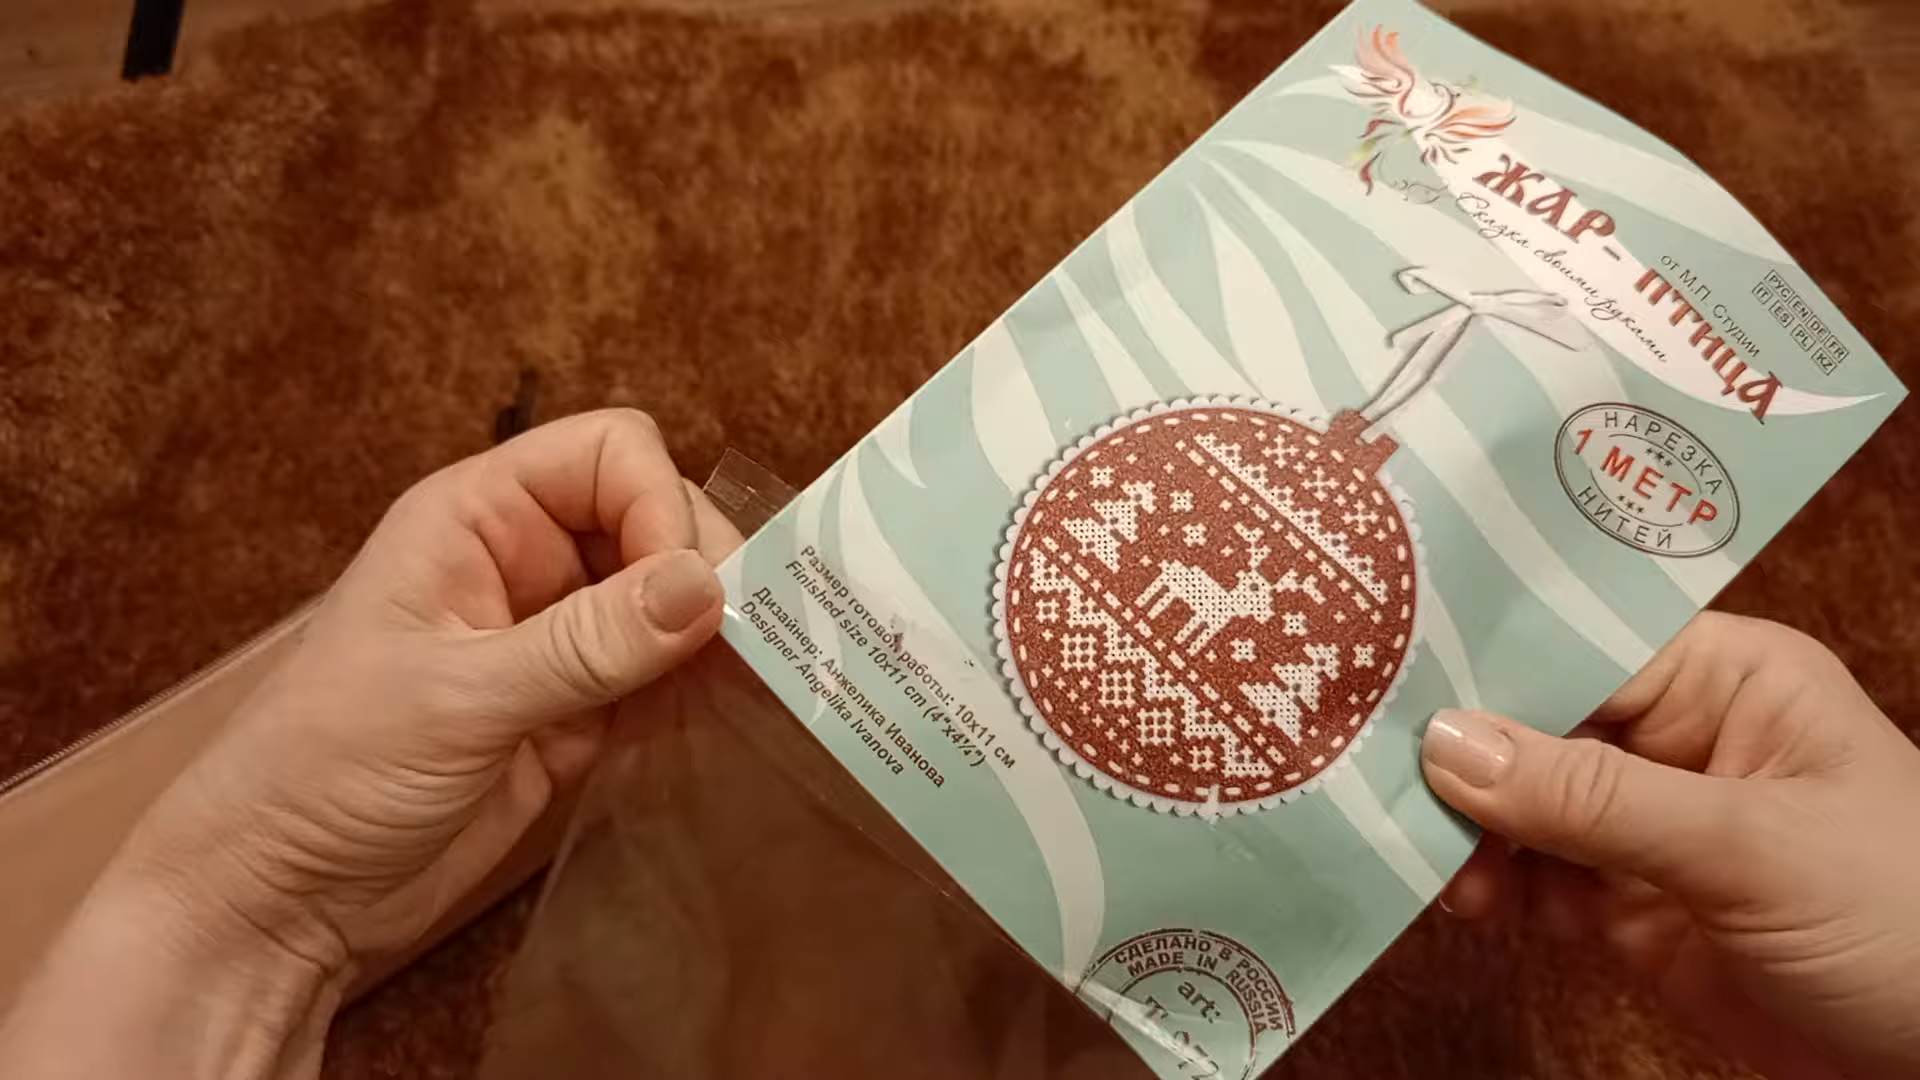 ЖАР-ПТИЦА
Сказка своими руками
от М.П. Студии
РУС EN DE FR
IT ES PL KZ
НАРЕЗКА
1 МЕТР
НИТЕЙ
Размер готовой работы: 10х11 см
Finished size 10x11 cm (4"x4¼")
Дизайнер: Анжелика Иванова
Designer Angelika Ivanova
СДЕЛАНО В РОССИИ
MADE IN RUSSIA
art: